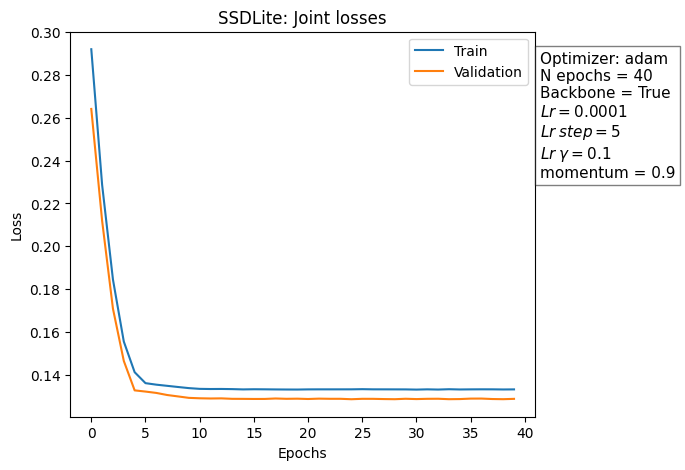 SSDLite: Joint losses
Train
Validation
Optimizer: adam
N epochs = 40
Backbone = True
Lr = 0.0001
Lr step = 5
Lr γ = 0.1
momentum = 0.9
0.30
0.28
0.26
0.24
0.22
0.20
0.18
0.16
0.14
Loss
0 5 10 15 20 25 30 35 40
Epochs